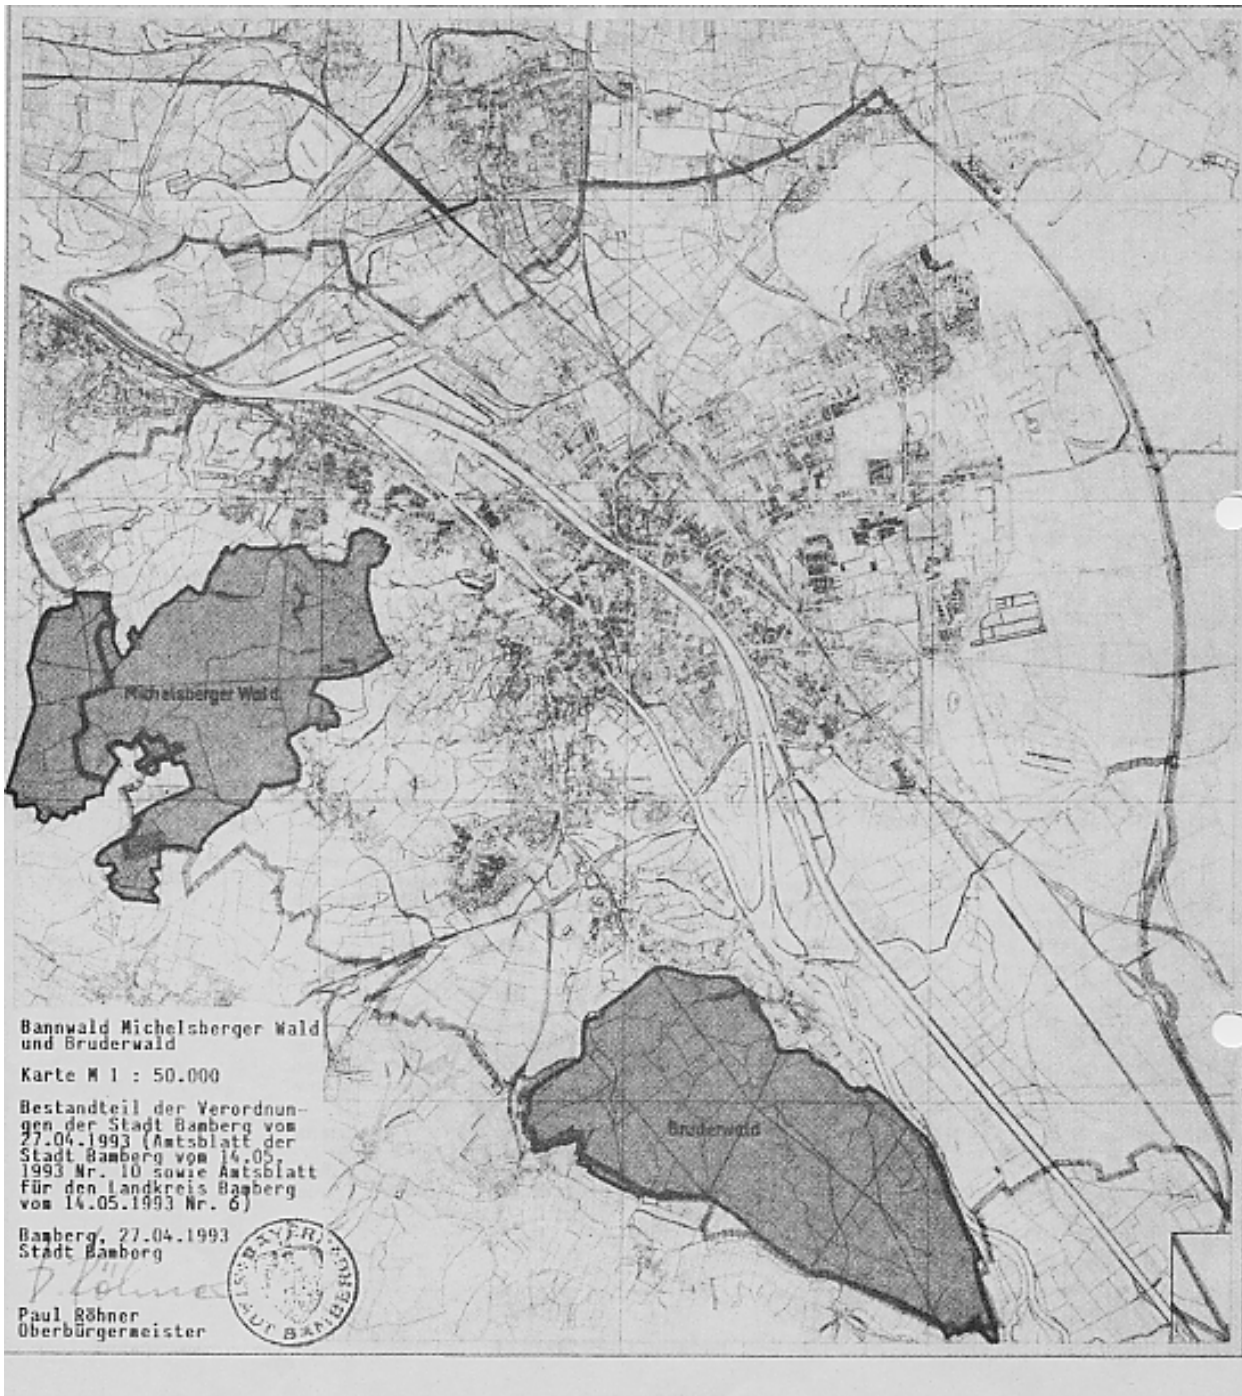 Michelsberger Wald
Bruderwald
Bannwald Michelsberger Wald
und Bruderwald
Karte M 1 : 50.000
Bestandteil der Verordnun-
gen der Stadt Bamberg vom
27.04.1993 (Amtsblatt der
Stadt Bamberg vom 14.05.
1993 Nr. 10 sowie Amtsblatt
für den Landkreis Bamberg
vom 14.05.1993 Nr. 6)
Bamberg, 27.04.1993
Stadt Bamberg
Paul Röhner
Oberbürgermeister